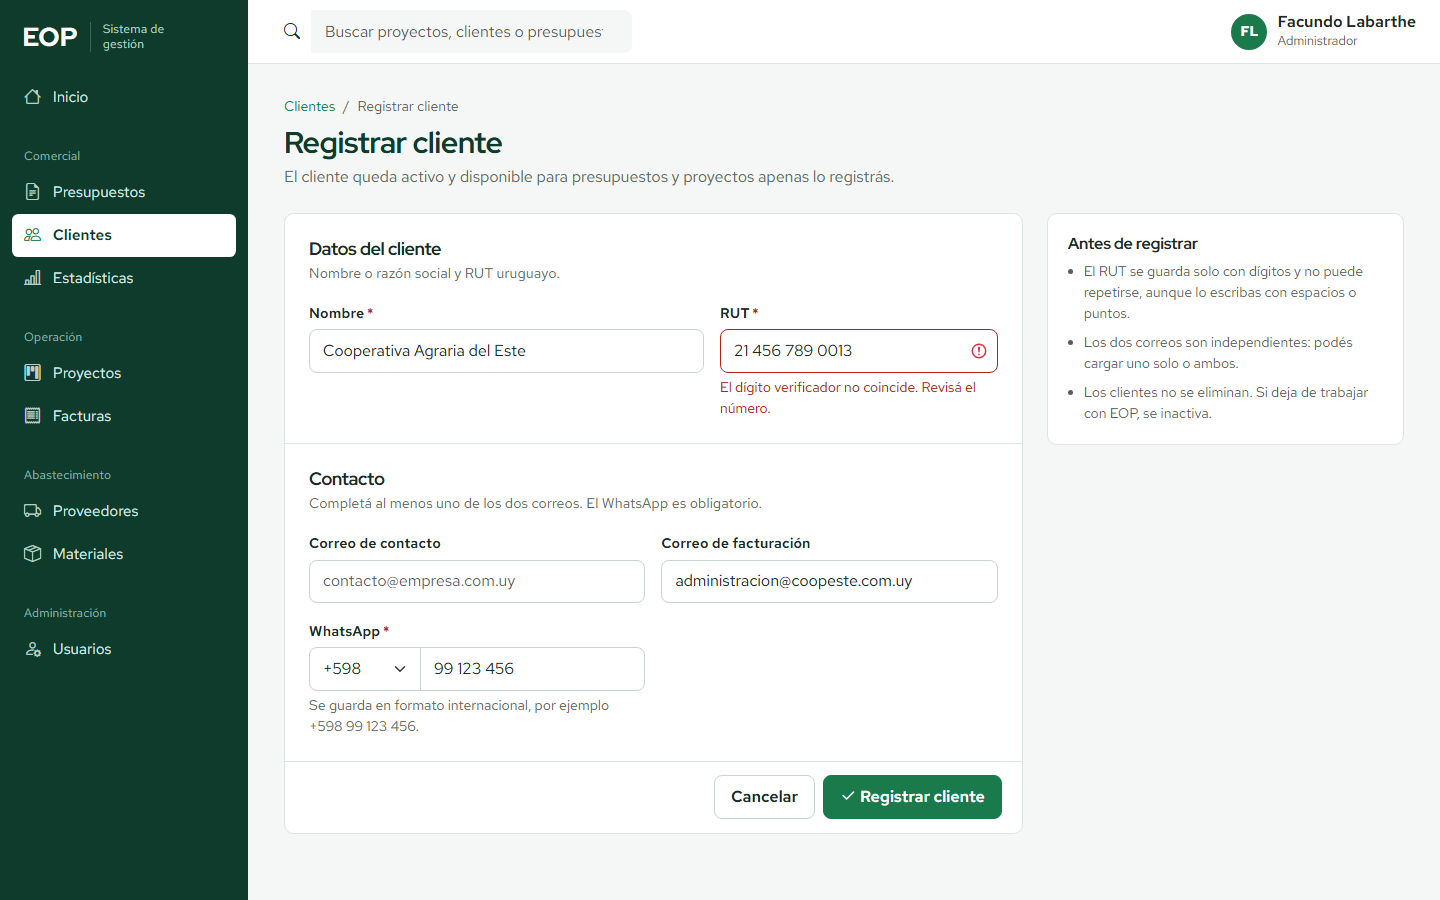 EOP
Sistema de
gestión
Inicio
Comercial
Presupuestos
Clientes
Estadísticas
Operación
Proyectos
Facturas
Abastecimiento
Proveedores
Materiales
Administración
Usuarios
Buscar proyectos, clientes o presupues
FL
Facundo Labarthe
Administrador
Clientes / Registrar cliente
Registrar cliente
El cliente queda activo y disponible para presupuestos y proyectos apenas lo registrás.
Datos del cliente
Nombre o razón social y RUT uruguayo.
Nombre *
RUT *
Cooperativa Agraria del Este
21 456 789 0013
El dígito verificador no coincide. Revisá el
número.
Contacto
Completá al menos uno de los dos correos. El WhatsApp es obligatorio.
Correo de contacto
Correo de facturación
contacto@empresa.com.uy
administracion@coopeste.com.uy
WhatsApp *
+598
99 123 456
Se guarda en formato internacional, por ejemplo
+598 99 123 456.
Cancelar
Registrar cliente
Antes de registrar
El RUT se guarda solo con dígitos y no puede
repetirse, aunque lo escribas con espacios o
puntos.
Los dos correos son independientes: podés
cargar uno solo o ambos.
Los clientes no se eliminan. Si deja de trabajar
con EOP, se inactiva.